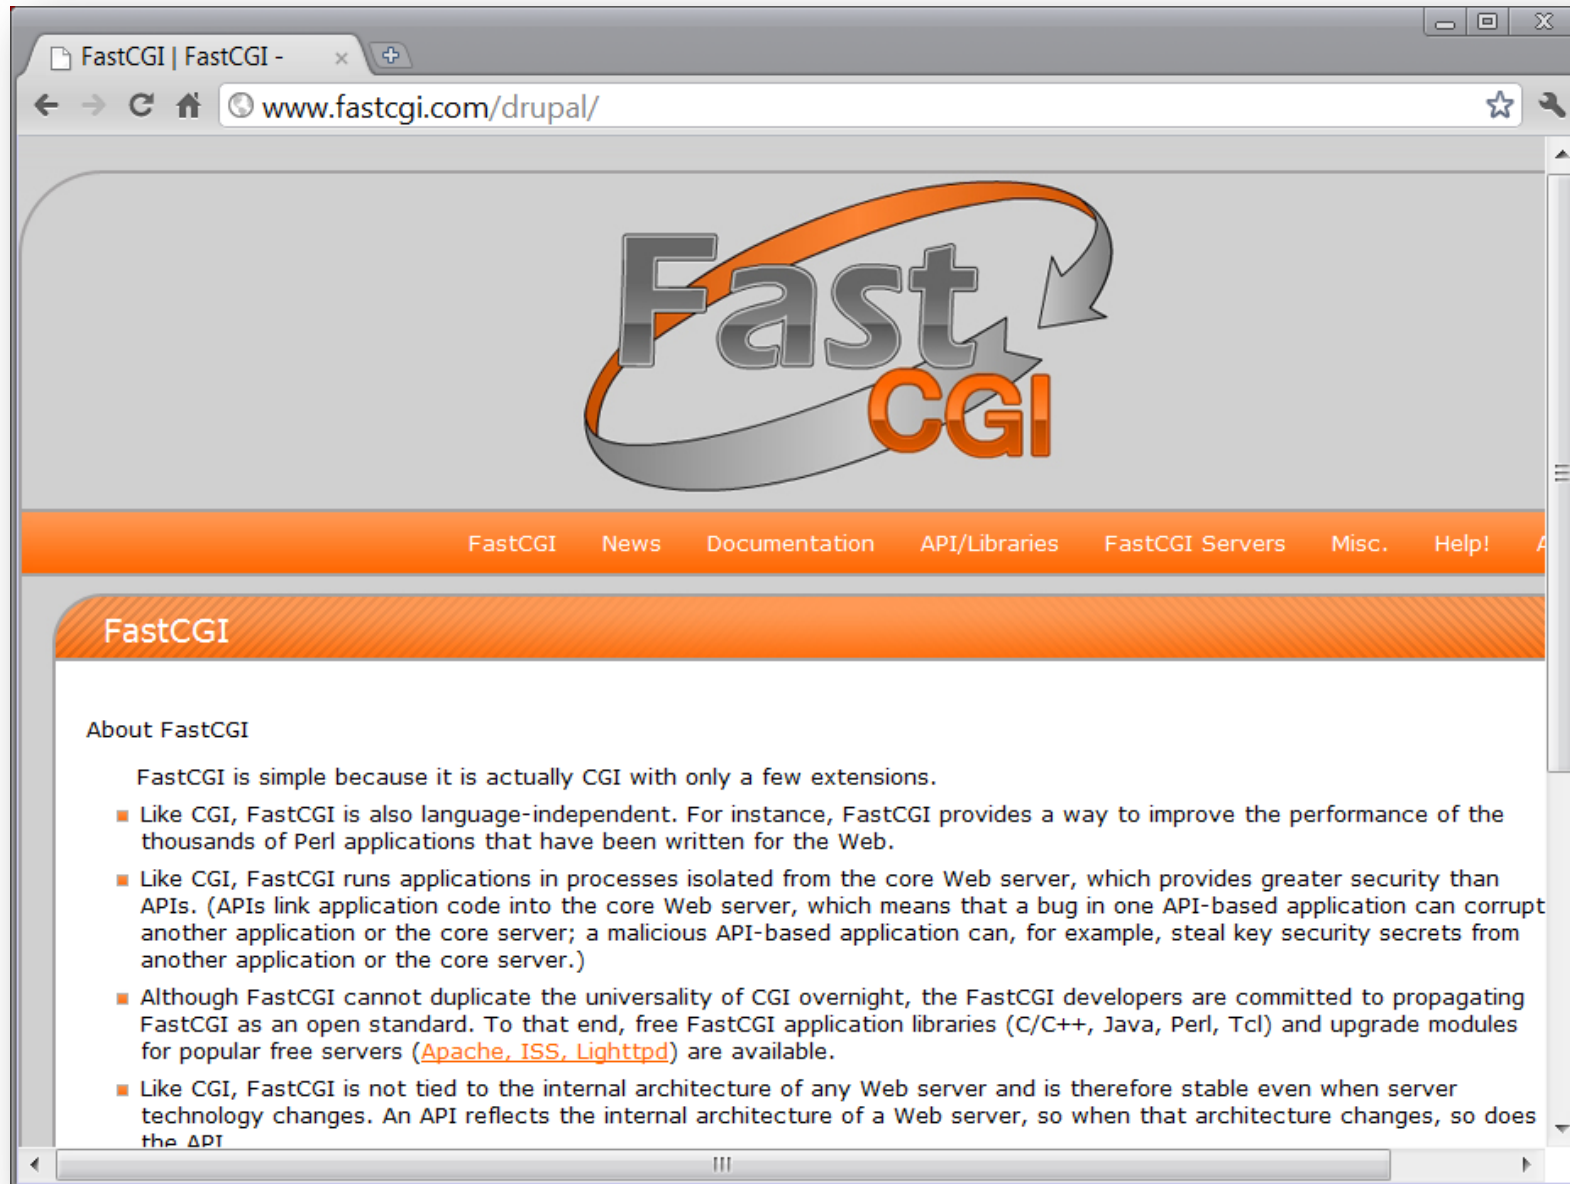 FastCGI | FastCGI -
www.fastcgi.com/drupal/
Fast
CGI
FastCGI News Documentation API/Libraries FastCGI Servers Misc. Help!
FastCGI
About FastCGI
FastCGI is simple because it is actually CGI with only a few extensions.
Like CGI, FastCGI is also language-independent. For instance, FastCGI provides a way to improve the performance of the
thousands of Perl applications that have been written for the Web.
Like CGI, FastCGI runs applications in processes isolated from the core Web server, which provides greater security than
APIs. (APIs link application code into the core Web server, which means that a bug in one API-based application can corrupt
another application or the core server; a malicious API-based application can, for example, steal key security secrets from
another application or the core server.)
Although FastCGI cannot duplicate the universality of CGI overnight, the FastCGI developers are committed to propagating
FastCGI as an open standard. To that end, free FastCGI application libraries (C/C++, Java, Perl, Tcl) and upgrade modules
for popular free servers (Apache, ISS, Lighttpd) are available.
Like CGI, FastCGI is not tied to the internal architecture of any Web server and is therefore stable even when server
technology changes. An API reflects the internal architecture of a Web server, so when that architecture changes, so does
the API